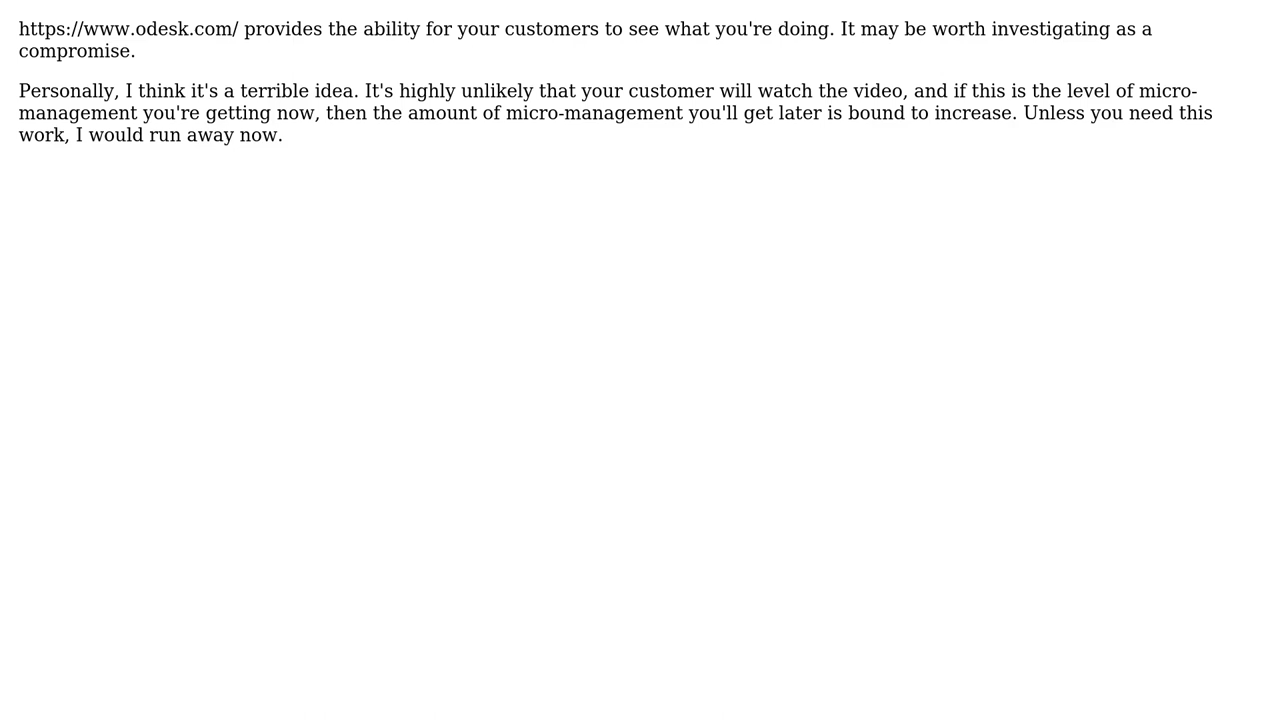 https://www.odesk.com/ provides the ability for your customers to see what you're doing. It may be worth investigating as a
compromise.
Personally, I think it's a terrible idea. It's highly unlikely that your customer will watch the video, and if this is the level of micro-
management you're getting now, then the amount of micro-management you'll get later is bound to increase. Unless you need this
work, I would run away now.